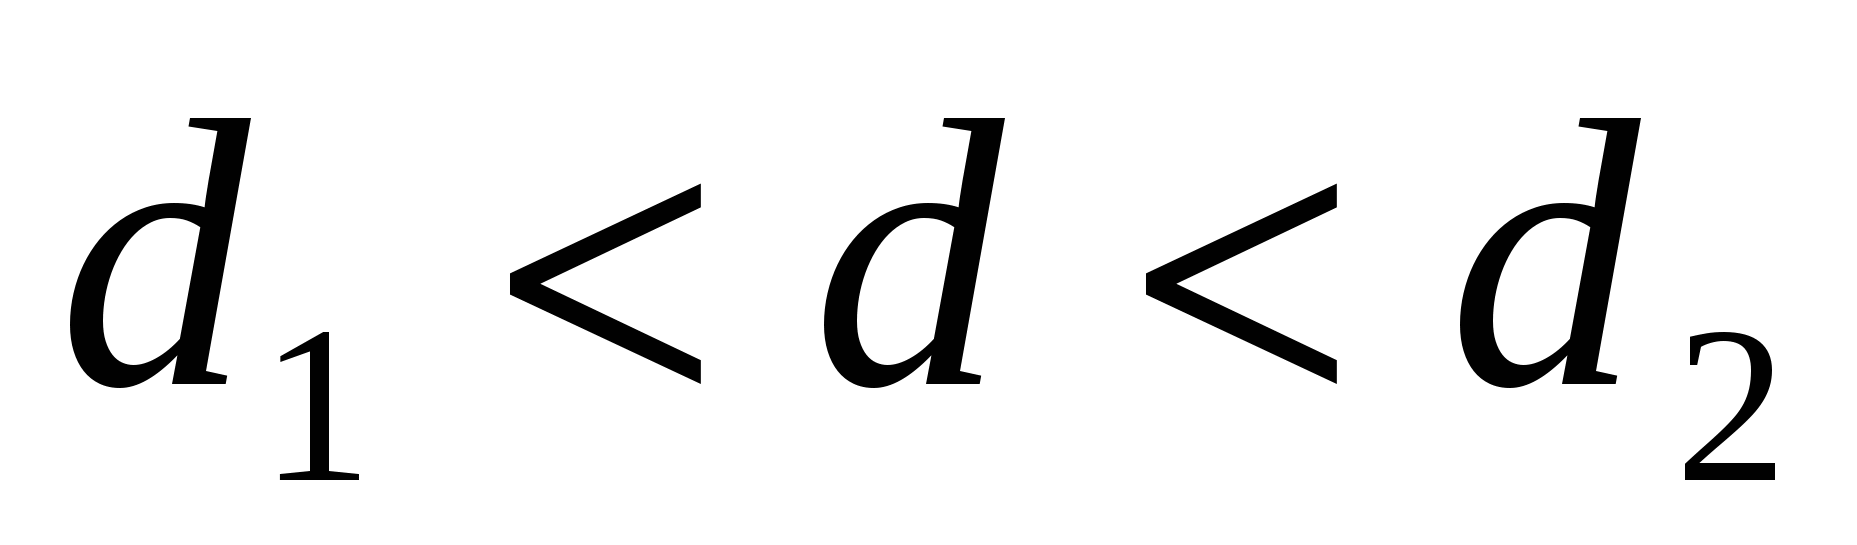 d₁ < d < d₂